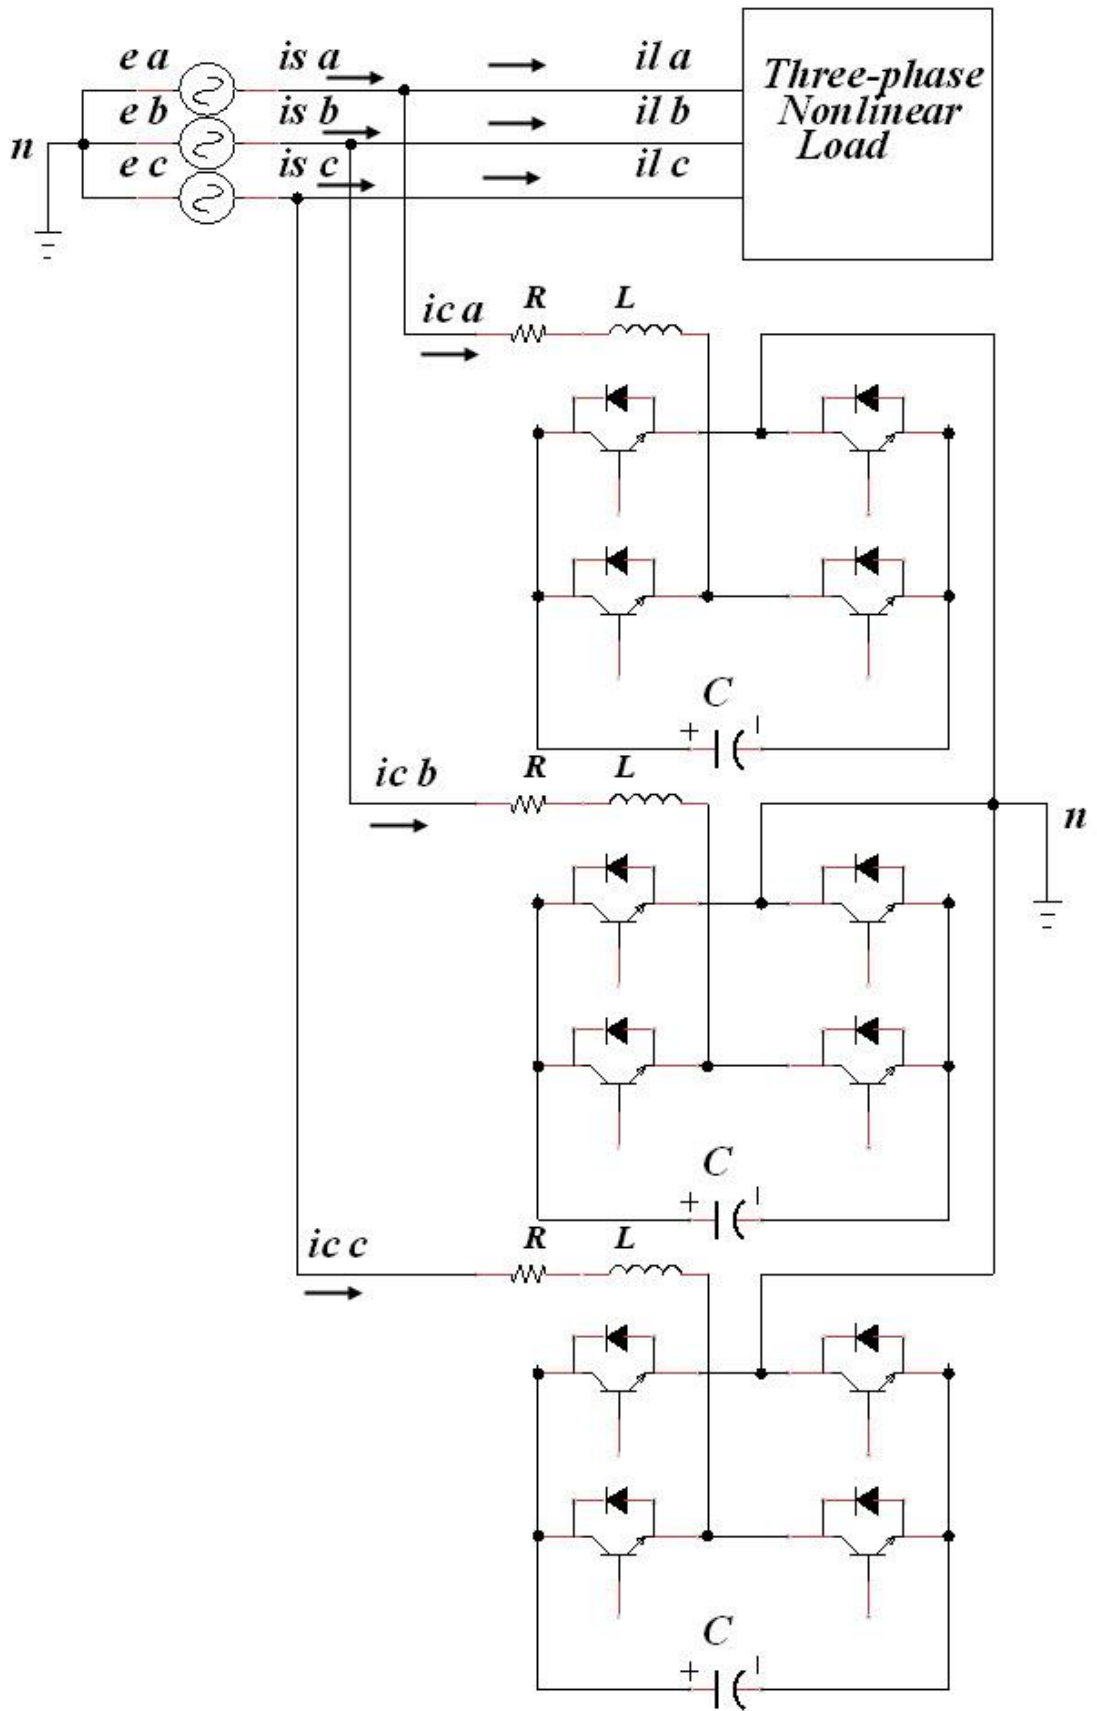 e a
is a
il a
Three-phase
Nonlinear
Load
e b
is b
il b
n
e c
is c
il c
ic a
R
L
C
+
ic b
R
L
n
C
+
ic c
R
L
C
+